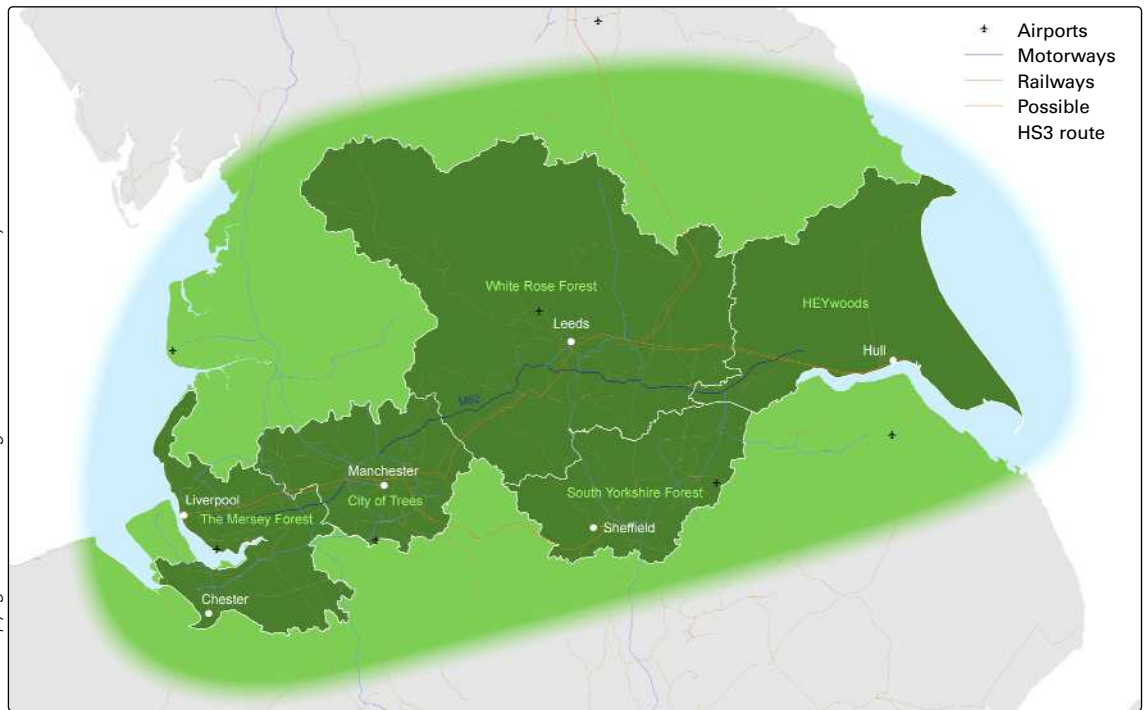 Airports
Motorways
Railways
Possible
HS3 route
White Rose Forest
Leeds
HEYwoods
Hull
M62
Manchester
City of Trees
South Yorkshire Forest
Sheffield
Liverpool
The Mersey Forest
Chester